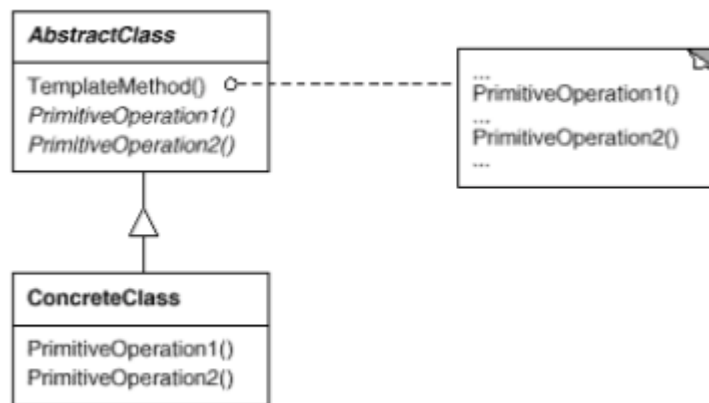 AbstractClass
TemplateMethod()
PrimitiveOperation1()
PrimitiveOperation2()
...
PrimitiveOperation1()
...
PrimitiveOperation2()
...
ConcreteClass
PrimitiveOperation1()
PrimitiveOperation2()